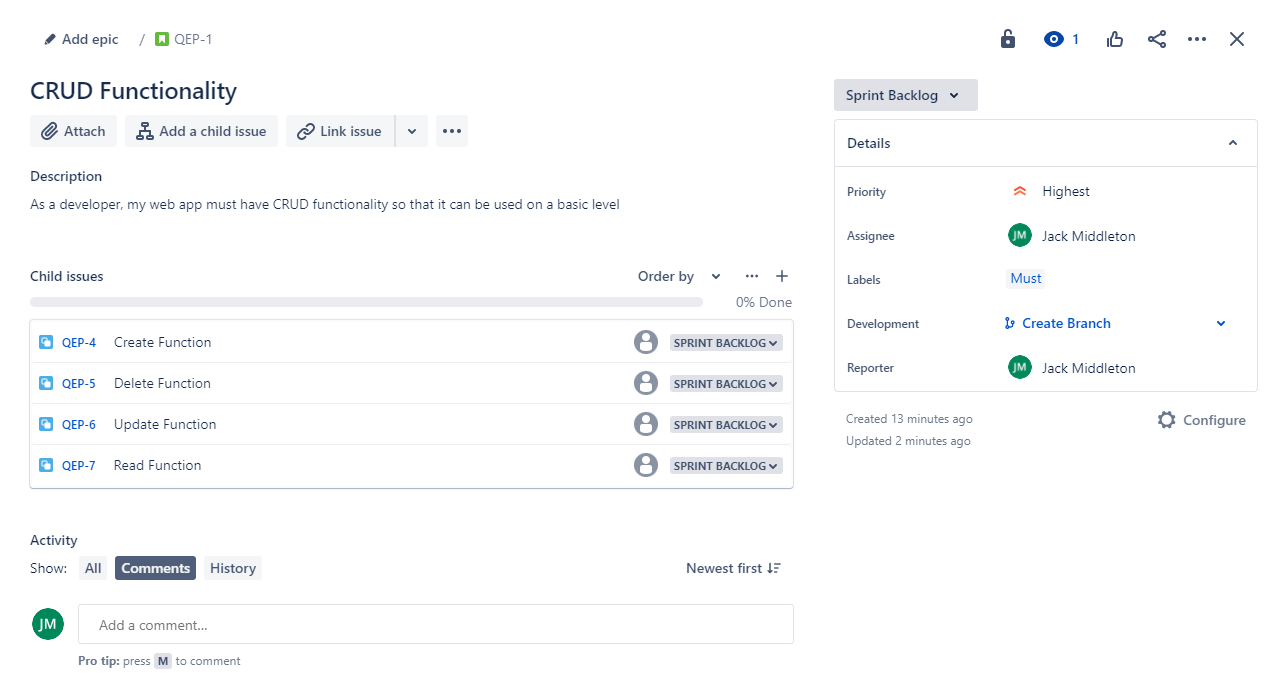 Add epic / QEP-1 1
CRUD Functionality
Attach Add a child issue Link issue
Description
As a developer, my web app must have CRUD functionality so that it can be used on a basic level
Child issues Order by
0% Done
QEP-4 Create Function SPRINT BACKLOG
QEP-5 Delete Function SPRINT BACKLOG
QEP-6 Update Function SPRINT BACKLOG
QEP-7 Read Function SPRINT BACKLOG
Activity
Show: All Comments History Newest first
JM Add a comment...
Pro tip: press M to comment
Sprint Backlog
Details
Priority Highest
Assignee JM Jack Middleton
Labels Must
Development Create Branch
Reporter JM Jack Middleton
Created 13 minutes ago Configure
Updated 2 minutes ago